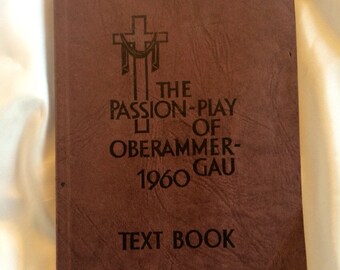 THE
PASSION-PLAY
OF
OBERAMMER-
GAU
1960
TEXT BOOK